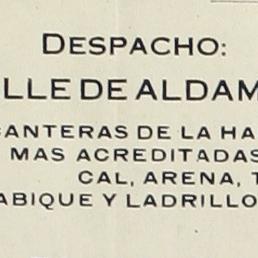 DESPACHO:
LLE DE ALDAM
CANTERAS DE LA HA
MAS ACREDITADAS
CAL, ARENA, T
ABIQUE Y LADRILLO